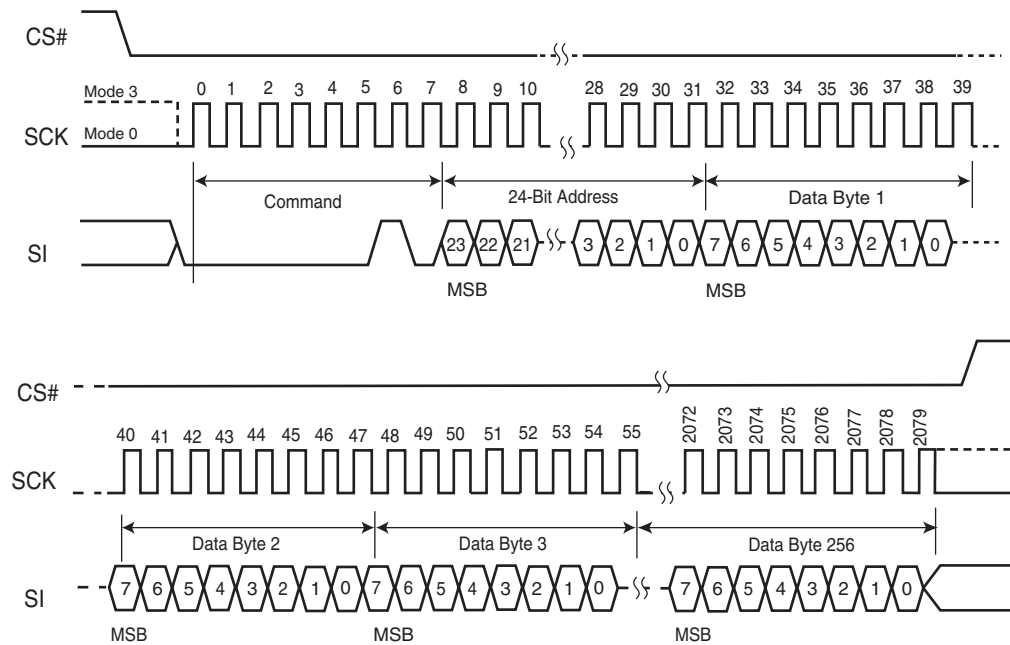 CS#
Mode 3
Mode 0
SCK
0 1 2 3 4 5 6 7 8 9 10 28 29 30 31 32 33 34 35 36 37 38 39
Command
24-Bit Address
Data Byte 1
SI
23 22 21 3 2 1 0 7 6 5 4 3 2 1 0
MSB
MSB
CS#
40 41 42 43 44 45 46 47 48 49 50 51 52 53 54 55 2072 2073 2074 2075 2076 2077 2078 2079
SCK
Data Byte 2
Data Byte 3
Data Byte 256
SI
7 6 5 4 3 2 1 0 7 6 5 4 3 2 1 0 7 6 5 4 3 2 1 0
MSB
MSB
MSB